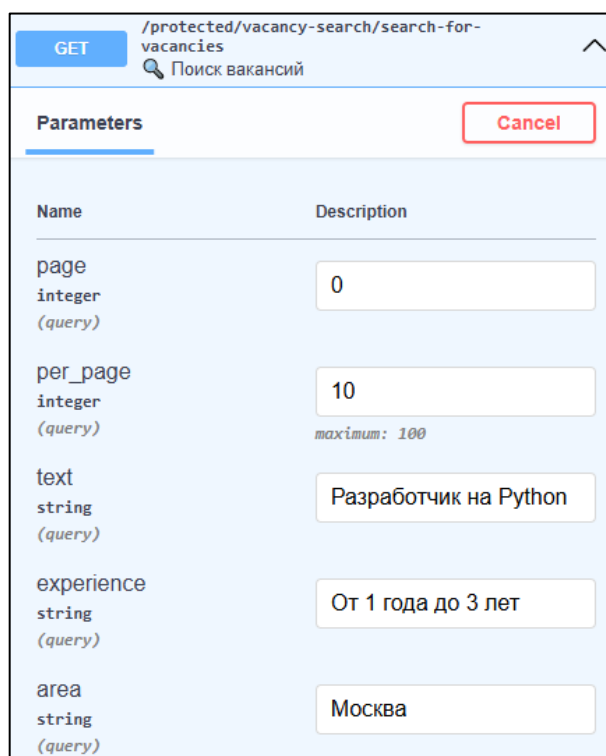 GET
/protected/vacancy-search/search-for-
vacancies
Поиск вакансий
Parameters
Cancel
Name
Description
page
integer
(query)
0
per_page
integer
(query)
10
maximum: 100
text
string
(query)
Разработчик на Python
experience
string
(query)
От 1 года до 3 лет
area
string
(query)
Москва